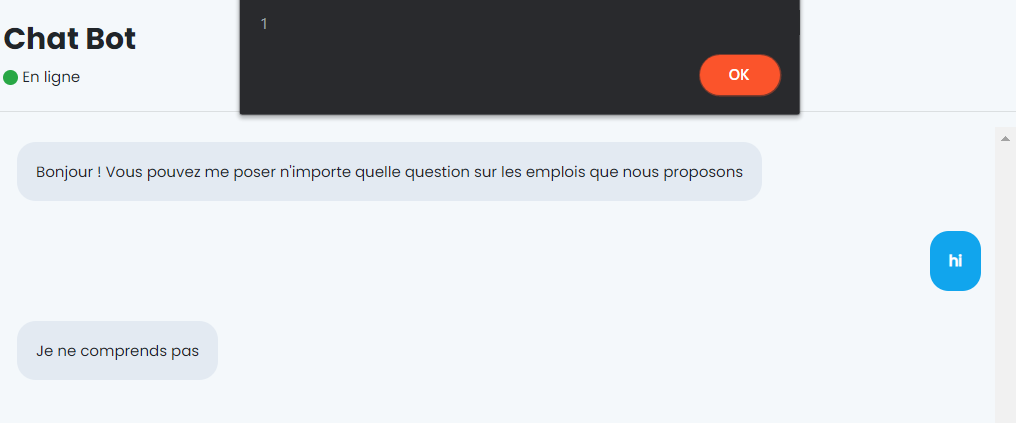 1
OK
Chat Bot
En ligne
Bonjour ! Vous pouvez me poser n'importe quelle question sur les emplois que nous proposons
hi
Je ne comprends pas